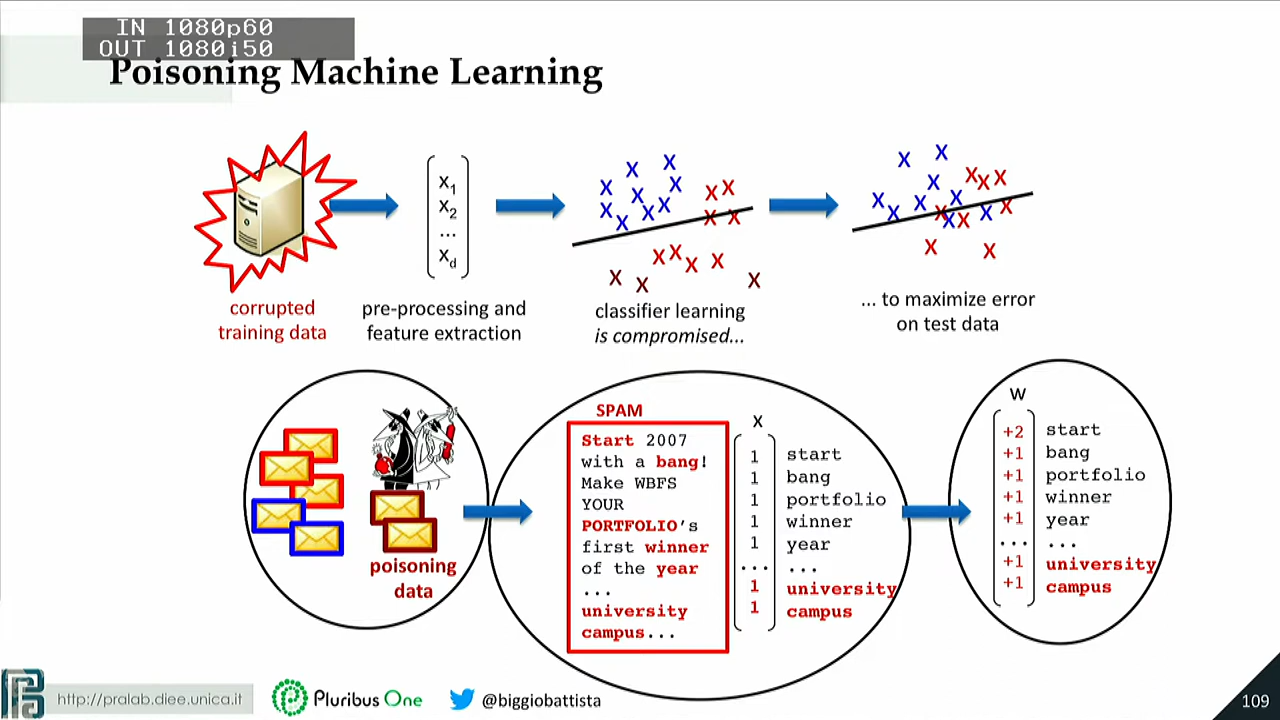 IN 1080p60
OUT 1080i50
Poisoning Machine Learning
x1
x2
...
xd
corrupted
training data
pre-processing and
feature extraction
classifier learning
is compromised...
... to maximize error
on test data
poisoning
data
SPAM
Start 2007
with a bang!
Make WBFS
YOUR
PORTFOLIO's
first winner
of the year
...
university
campus...
x
1 start
1 bang
1 portfolio
1 winner
1 year
... ...
1 university
1 campus
w
+2 start
+1 bang
+1 portfolio
+1 winner
+1 year
... ...
+1 university
+1 campus
http://pralab.diee.unica.it
Pluribus One
@biggiobattista
109